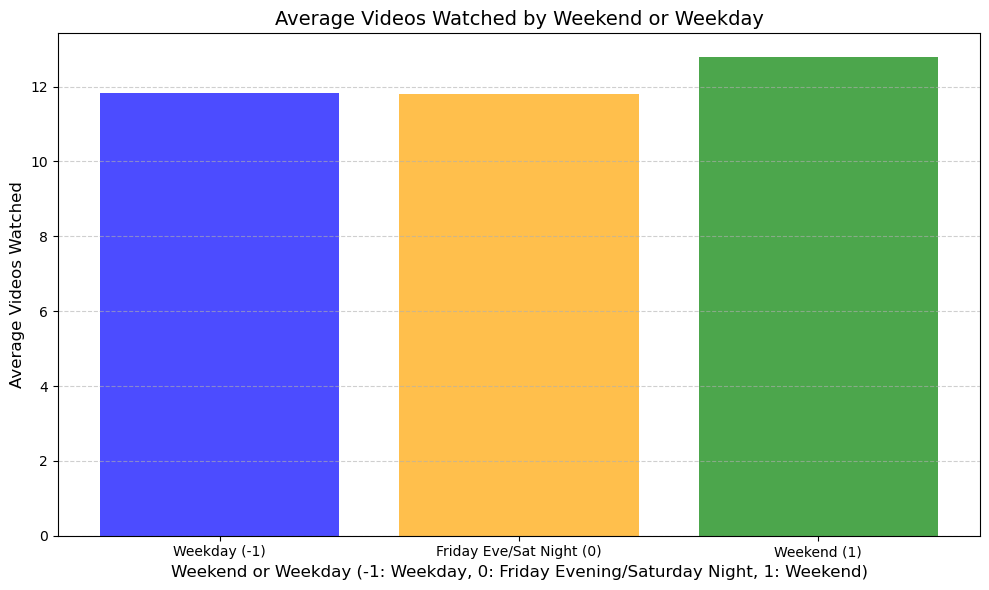 Average Videos Watched by Weekend or Weekday
Average Videos Watched
12
10
8
6
4
2
0
Weekday (-1)
Friday Eve/Sat Night (0)
Weekend (1)
Weekend or Weekday (-1: Weekday, 0: Friday Evening/Saturday Night, 1: Weekend)